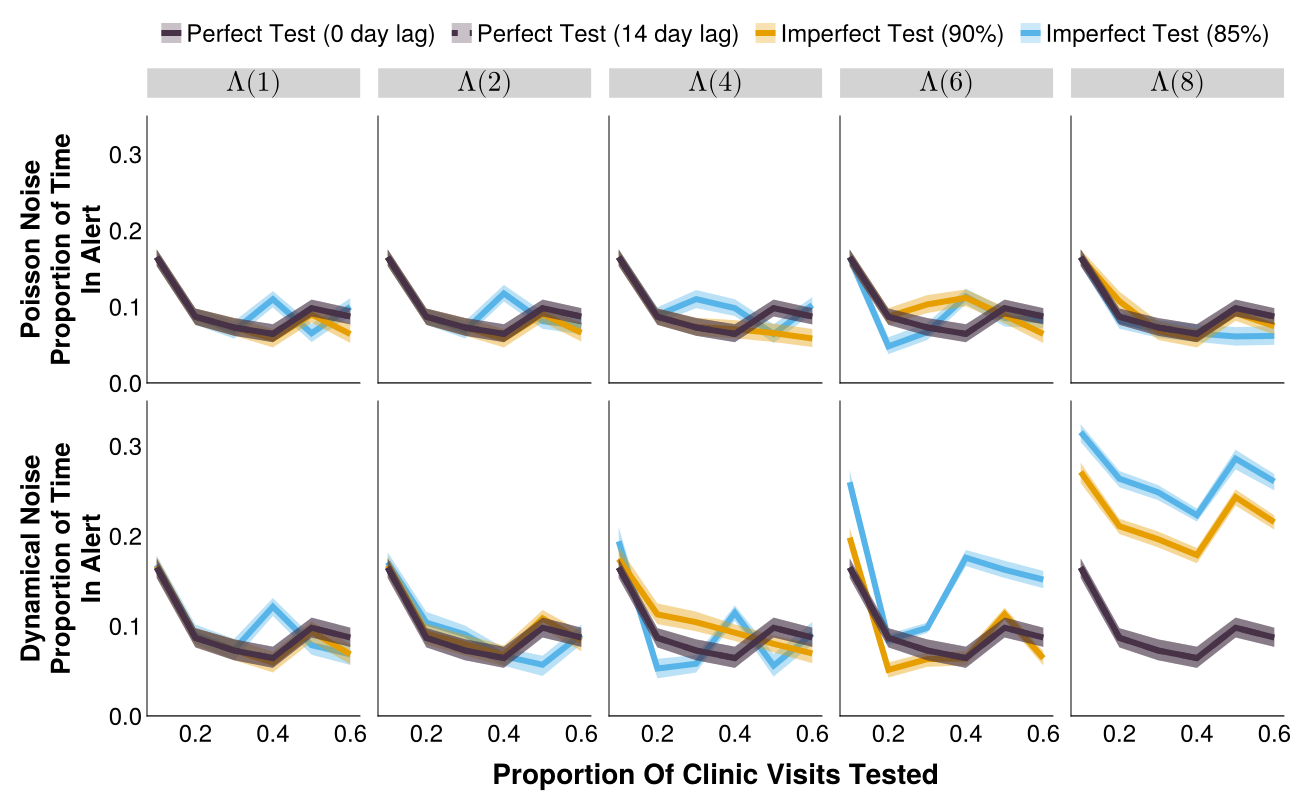 Perfect Test (0 day lag) Perfect Test (14 day lag) Imperfect Test (90%) Imperfect Test (85%)
Λ(1) Λ(2) Λ(4) Λ(6) Λ(8)
Poisson Noise
Proportion of Time
In Alert
0.3
0.2
0.1
0.0
Dynamical Noise
Proportion of Time
In Alert
0.3
0.2
0.1
0.0
0.2 0.4 0.6 0.2 0.4 0.6 0.2 0.4 0.6 0.2 0.4 0.6 0.2 0.4 0.6
Proportion Of Clinic Visits Tested